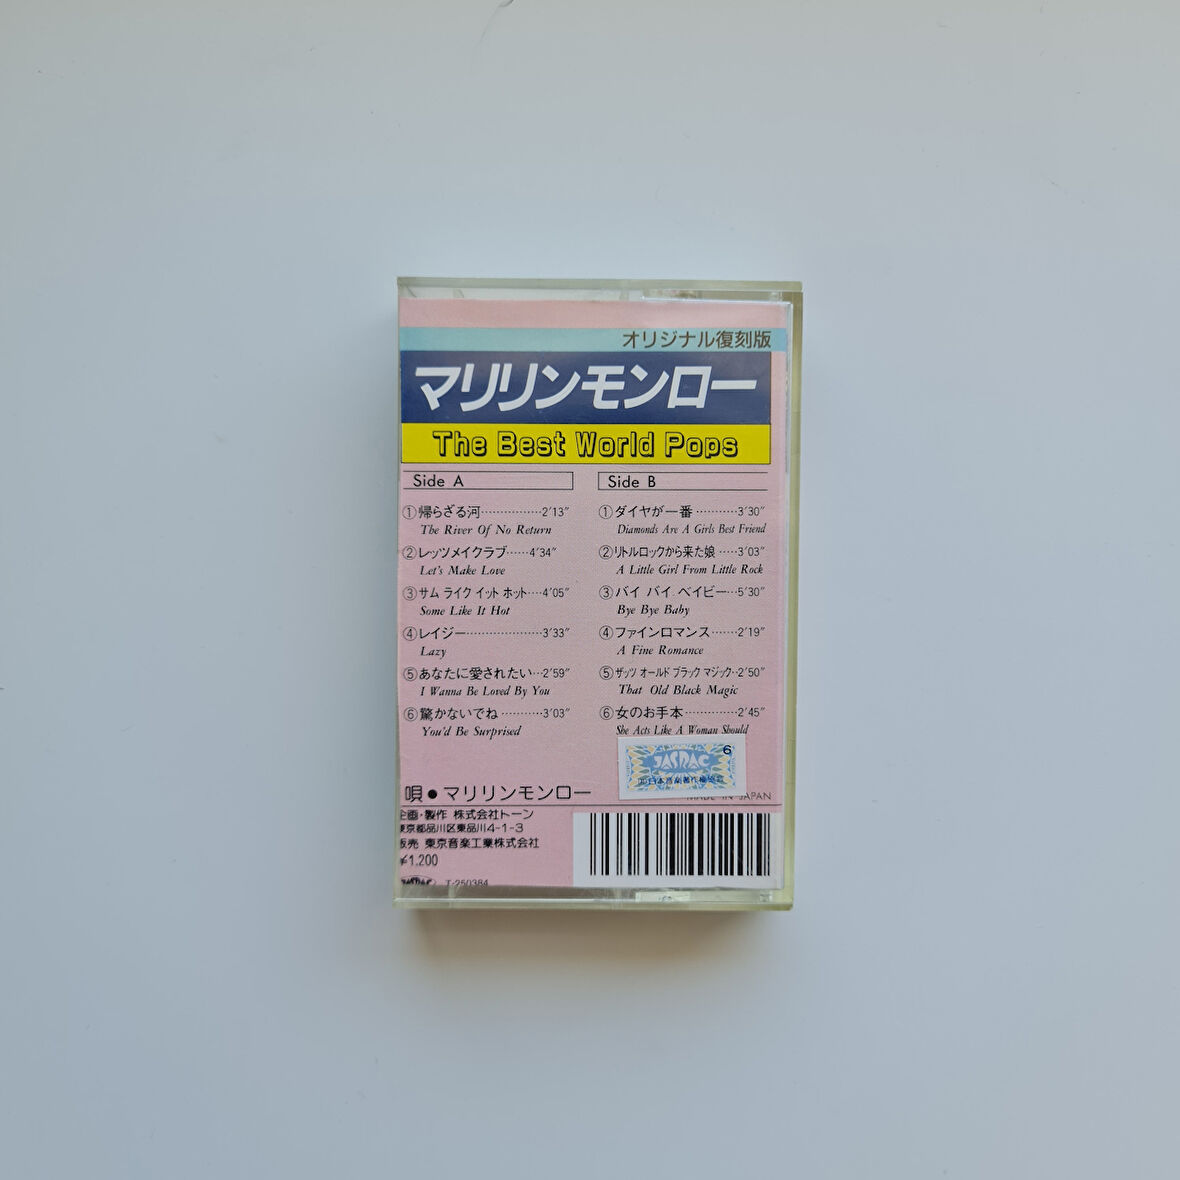 オリジナル復刻版
マリリンモンロー
The Best World Pops
Side A
①帰らざる河……………2'13"
The River Of No Return
②レッツメイクラブ……4'34"
Let's Make Love
③サム ライク イット ホット…4'05"
Some Like It Hot
④レイジー…………………3'33"
Lazy
⑤あなたに愛されたい…2'59"
I Wanna Be Loved By You
⑥驚かないでね…………3'03"
You'd Be Surprised
Side B
①ダイヤが一番…………3'30"
Diamonds Are A Girls Best Friend
②リトルロックから来た娘……3'03"
A Little Girl From Little Rock
③バイ バイ ベイビー…5'30"
Bye Bye Baby
④ファインロマンス……2'19"
A Fine Romance
⑤ザッツ オールド ブラック マジック…2'50"
That Old Black Magic
⑥女のお手本……………2'45"
She Acts Like A Woman Should
JASRAC
6
日本音楽著作権協会
唄●マリリンモンロー
MADE IN JAPAN
企画・製作 株式会社トーン
東京都品川区東品川4-1-3
販売 東京音楽工業株式会社
¥1,200
JASRAC T-250384